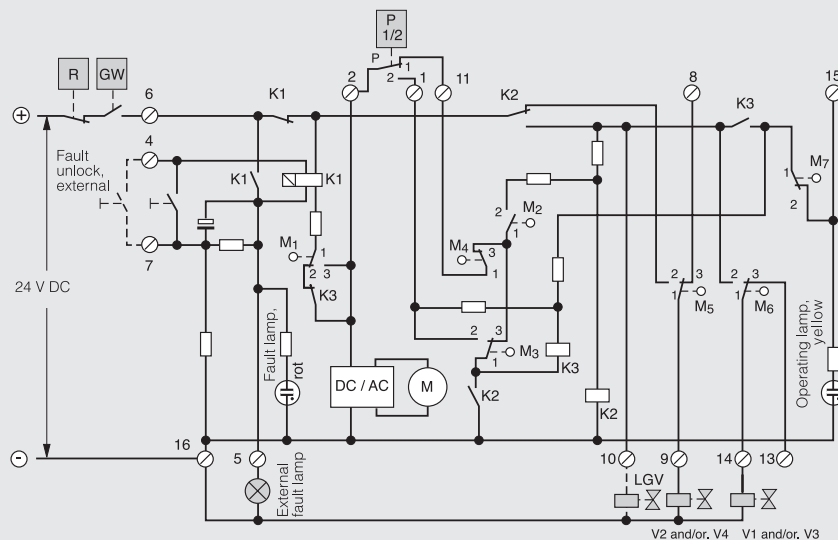 P
1/2
R
GW
P
1
2
2
1
11
8
15
6
K1
K2
K3
+
4
Fault
unlock,
external
K1
K1
M7
1
2
2
M2
1
M1
1
2 3
M4
3
2
1
7
24 V DC
K3
2
3
1
M5
2
3
1
M6
2
3
1
M3
K3
Fault lamp,
rot
DC / AC
M
K2
K2
Operating lamp,
yellow
16
5
10
9
14
13
-
External
fault lamp
LGV
V2 and/or, V4
V1 and/or, V3